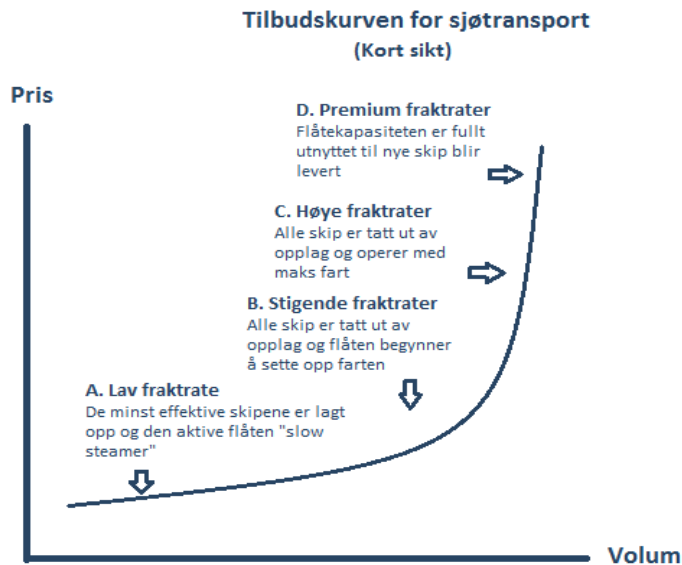 Tilbudskurven for sjøtransport
(Kort sikt)
Pris
D. Premium fraktrater
Flåtekapasiteten er fullt
utnyttet til nye skip blir
levert
C. Høye fraktrater
Alle skip er tatt ut av
opplag og operer med
maks fart
B. Stigende fraktrater
Alle skip er tatt ut av
opplag og flåten begynner
å sette opp farten
A. Lav fraktrate
De minst effektive skipene er lagt
opp og den aktive flåten "slow
steamer"
Volum